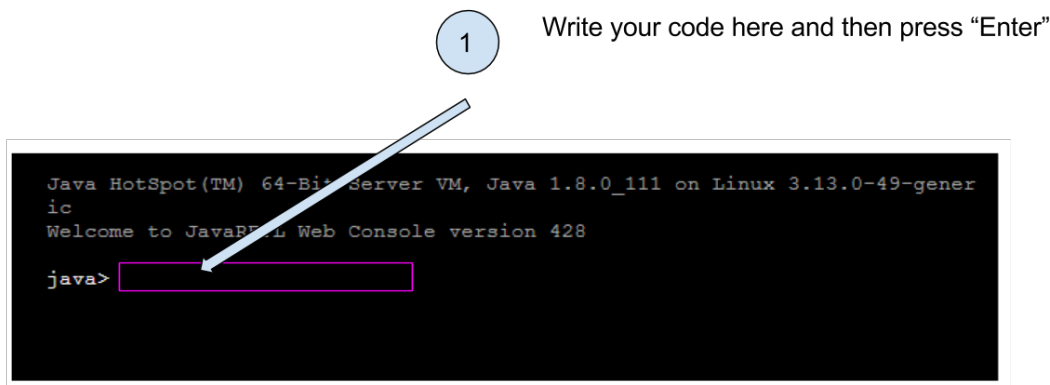 1
Write your code here and then press “Enter”
Java HotSpot(TM) 64-Bit Server VM, Java 1.8.0_111 on Linux 3.13.0-49-gener
ic
Welcome to JavaREPL Web Console version 428
java>